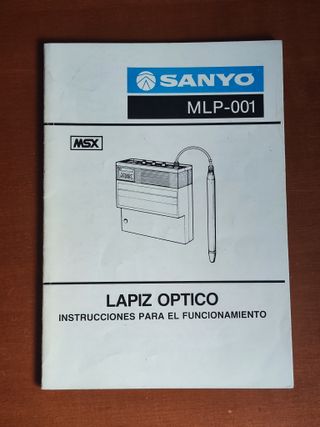 SANYO
MLP-001
MSX
LAPIZ OPTICO
INSTRUCCIONES PARA EL FUNCIONAMIENTO